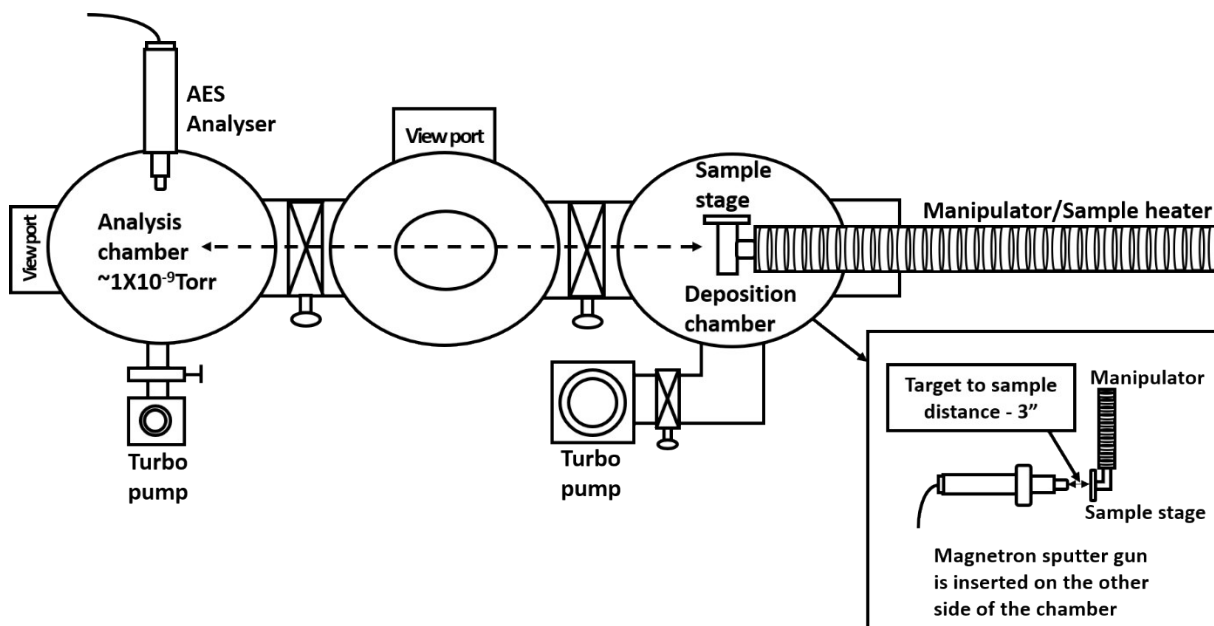 AES
Analyser
View port
Sample
stage
Manipulator/Sample heater
View port
Analysis
chamber
~1X10⁻⁹Torr
Deposition
chamber
Turbo
pump
Turbo
pump
Target to sample
distance - 3”
Manipulator
Sample stage
Magnetron sputter gun
is inserted on the other
side of the chamber